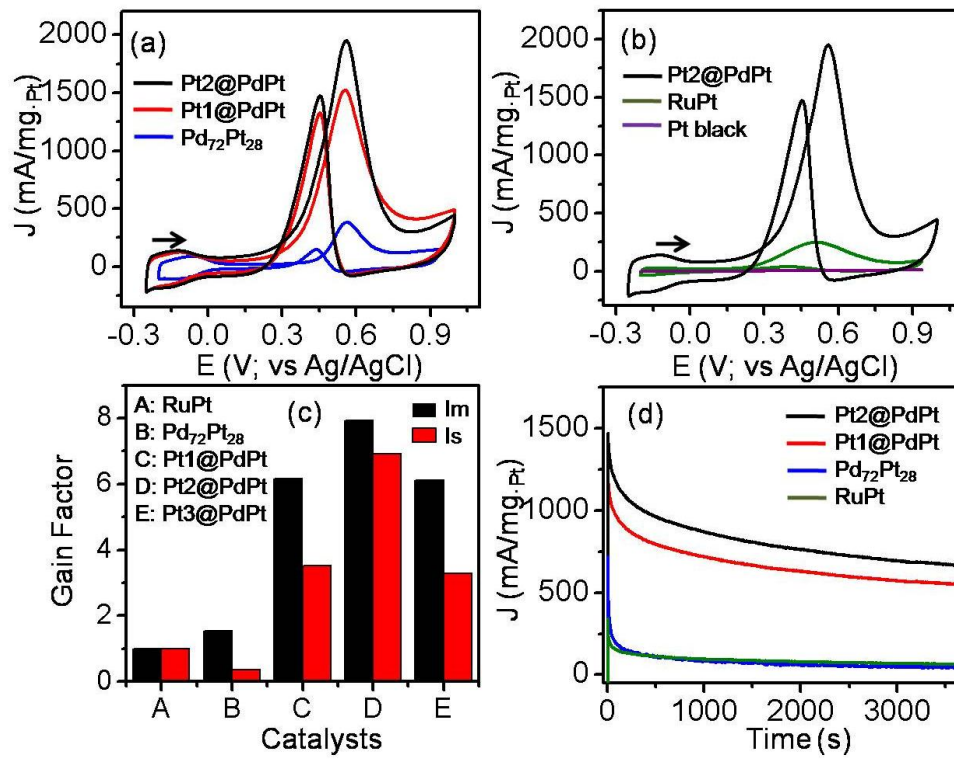 (a)
Pt2@PdPt
Pt1@PdPt
Pd72Pt28
J (mA/mg.Pt)
2000
1500
1000
500
0
-0.3 0.0 0.3 0.6 0.9
E (V; vs Ag/AgCl)
(b)
Pt2@PdPt
RuPt
Pt black
J (mA/mg.Pt)
2000
1500
1000
500
0
-0.3 0.0 0.3 0.6 0.9
E (V; vs Ag/AgCl)
(c)
A: RuPt
B: Pd72Pt28
C: Pt1@PdPt
D: Pt2@PdPt
E: Pt3@PdPt
Im
Is
Gain Factor
8
6
4
2
0
A B C D E
Catalysts
(d)
Pt2@PdPt
Pt1@PdPt
Pd72Pt28
RuPt
J (mA/mg.Pt)
1500
1000
500
0
0 1000 2000 3000
Time (s)